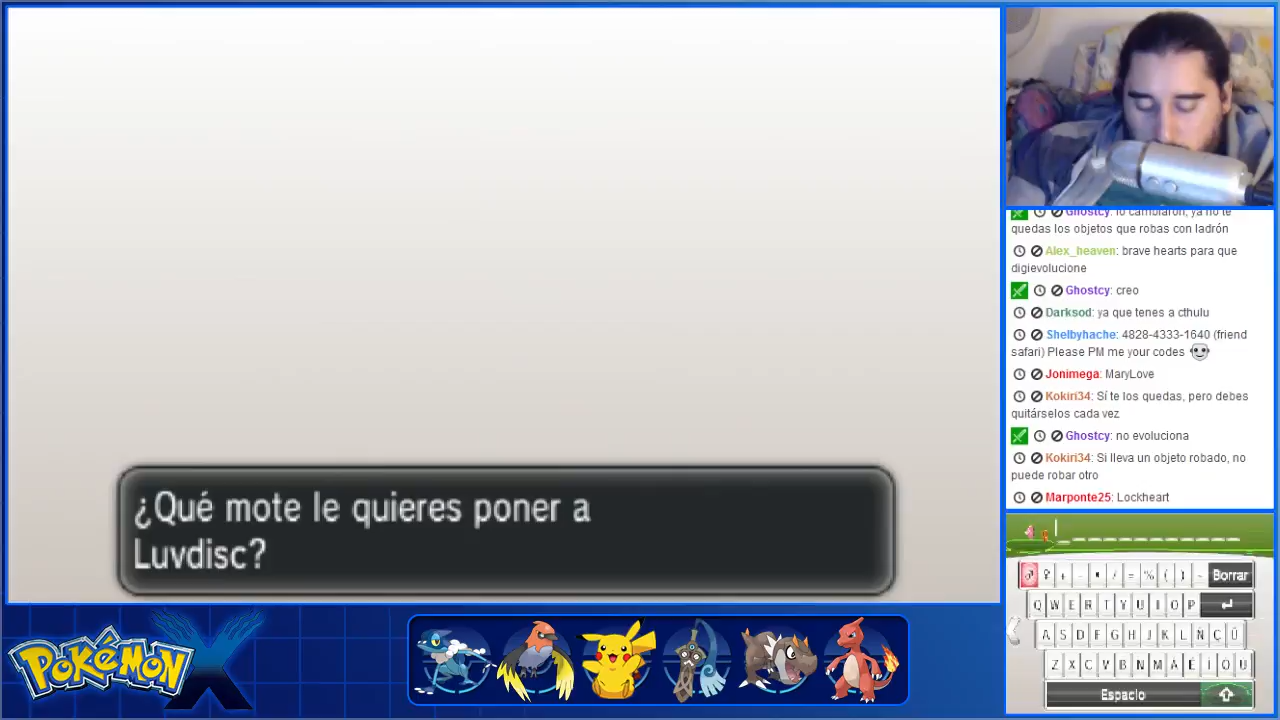 Ghostcy: lo cambiaron, ya no te
quedas los objetos que robas con ladrón
Alex_heaven: brave hearts para que
digievolucione
Ghostcy: creo
Darksod: ya que tenes a cthulu
Shelbyhache: 4828-4333-1640 (friend
safari) Please PM me your codes
Jonimega: MaryLove
Kokiri34: Sí te los quedas, pero debes
quitárselos cada vez
Ghostcy: no evoluciona
Kokiri34: Si lleva un objeto robado, no
puede robar otro
Marponte25: Lockheart
¿Qué mote le quieres poner a
Luvdisc?
Borrar
Q W E R T Y U I O P
A S D F G H J K L Ñ Ç Ü
Z X C V B N M Á É Í Ó Ú
Espacio
POKéMON X